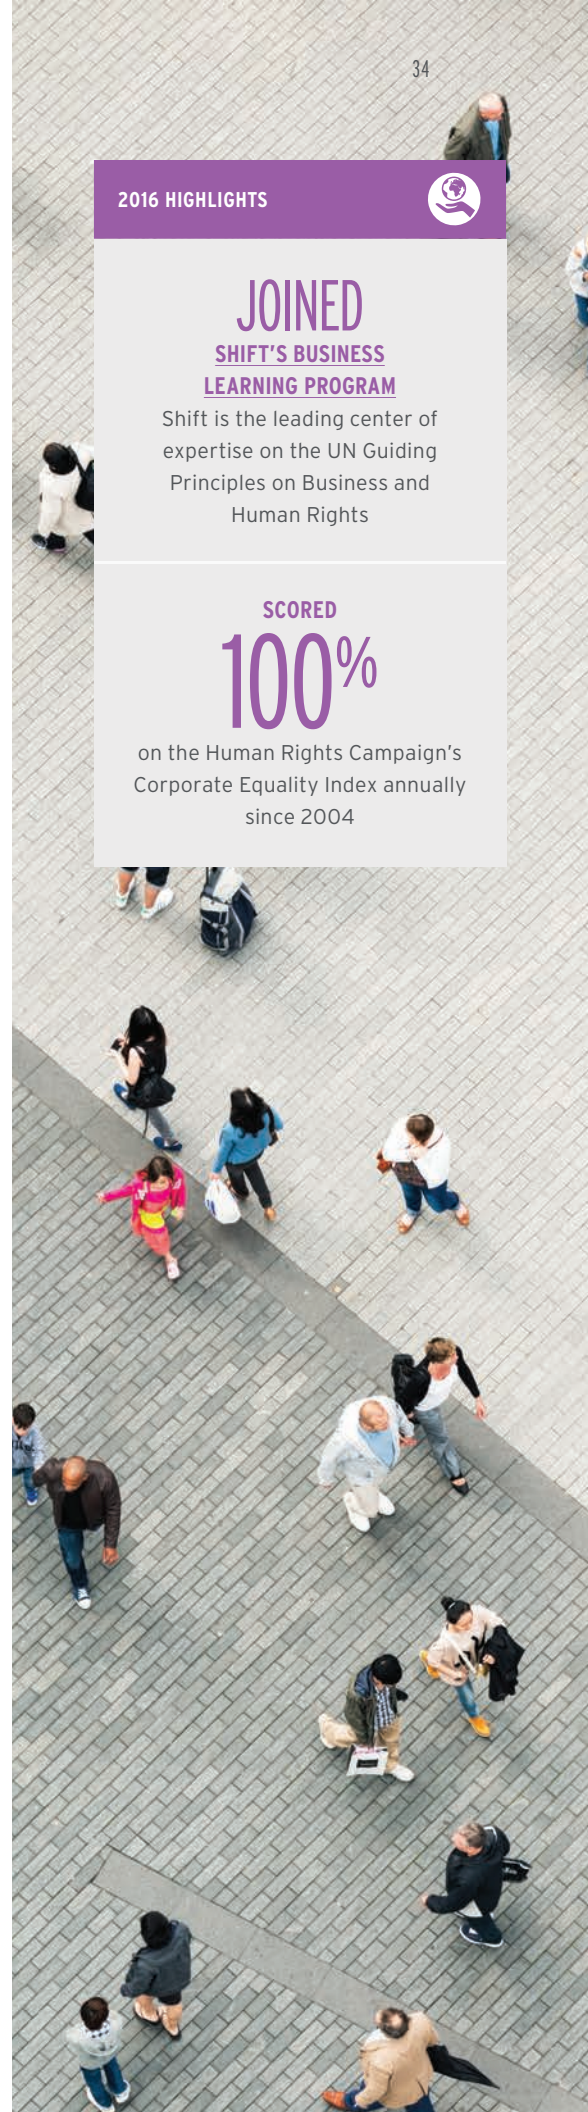 34
2016 HIGHLIGHTS
JOINED
SHIFT'S BUSINESS
LEARNING PROGRAM
Shift is the leading center of
expertise on the UN Guiding
Principles on Business and
Human Rights
SCORED
100%
on the Human Rights Campaign's
Corporate Equality Index annually
since 2004